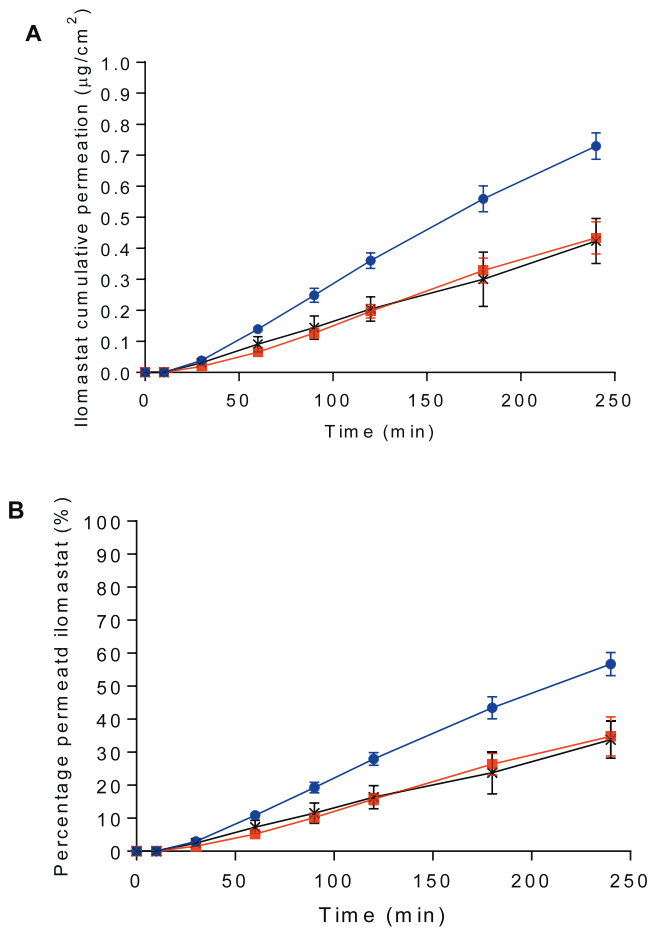 A
Ilomastat cumulative permeation (μg/cm²)
1.0
0.9
0.8
0.7
0.6
0.5
0.4
0.3
0.2
0.1
0.0
0 50 100 150 200 250
Time (min)
B
Percentage permeatd ilomastat (%)
100
90
80
70
60
50
40
30
20
10
0
0 50 100 150 200 250
Time (min)